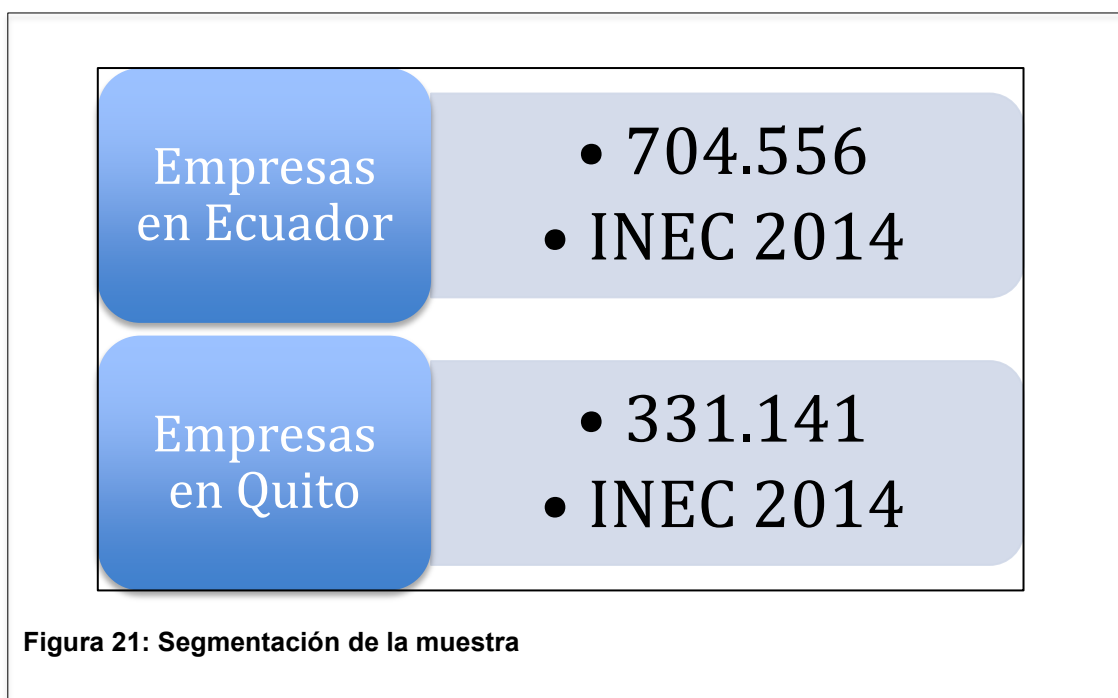 Empresas
en Ecuador
• 704.556
• INEC 2014
Empresas
en Quito
• 331.141
• INEC 2014
Figura 21: Segmentación de la muestra